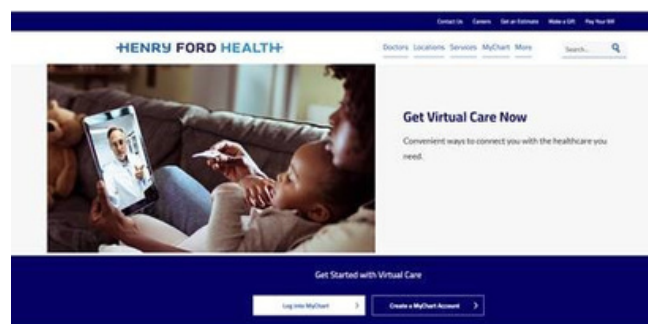 Contact Us Careers Get an Estimate Make a Gift Pay Your Bill
HENRY FORD HEALTH
Doctors Locations Services MyChart More Search...
Get Virtual Care Now
Convenient ways to connect you with the healthcare you
need.
Get Started with Virtual Care
Log into MyChart
Create a MyChart Account